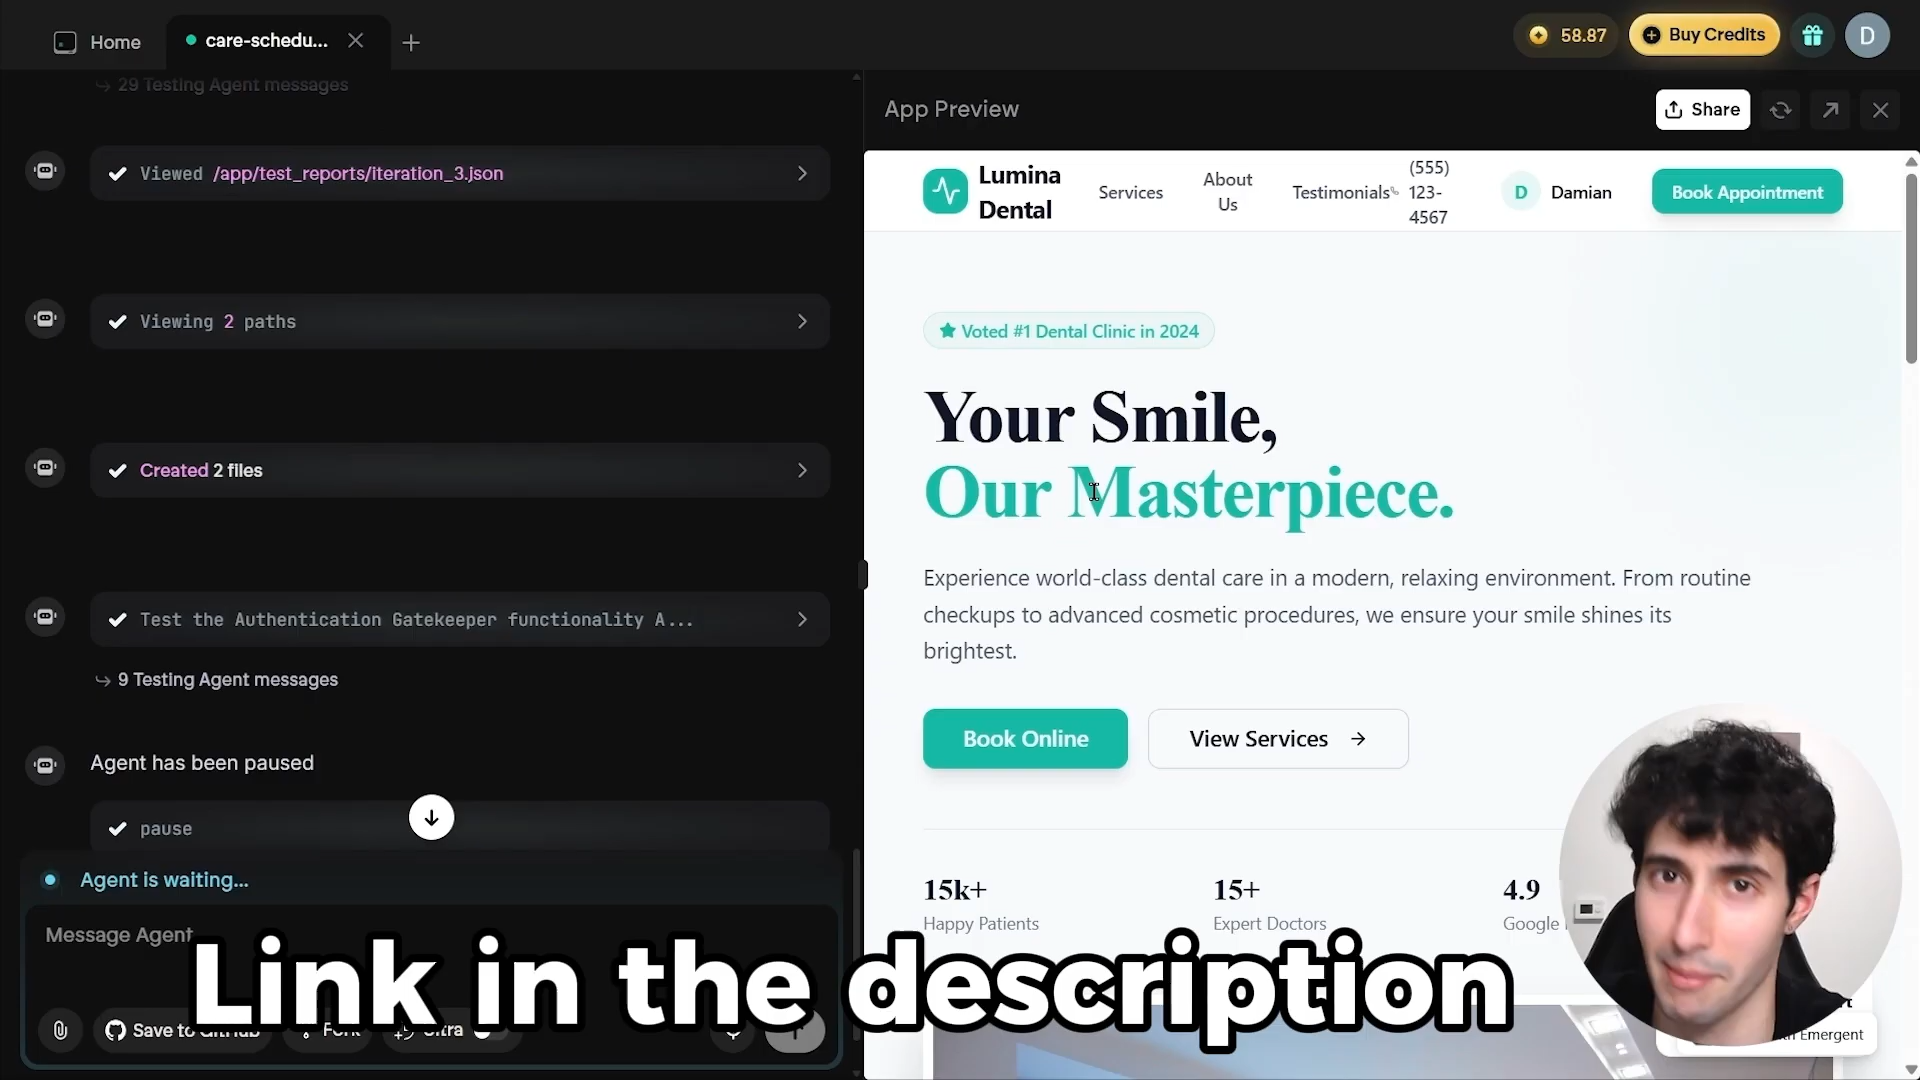 Home
care-schedu...
58.87
Buy Credits
D
29 Testing Agent messages
Viewed /app/test_reports/iteration_3.json
Viewing 2 paths
Created 2 files
Test the Authentication Gatekeeper functionality A...
9 Testing Agent messages
Agent has been paused
pause
Agent is waiting...
Message Agent
Save to GitHub
Fork
Ultra
App Preview
Share
Lumina
Dental
Services
About
Us
Testimonials
(555)
123-
4567
D
Damian
Book Appointment
Voted #1 Dental Clinic in 2024
Your Smile,
Our Masterpiece.
Experience world-class dental care in a modern, relaxing environment. From routine
checkups to advanced cosmetic procedures, we ensure your smile shines its
brightest.
Book Online
View Services
15k+
Happy Patients
15+
Expert Doctors
4.9
Google
Emergent
Link in the description